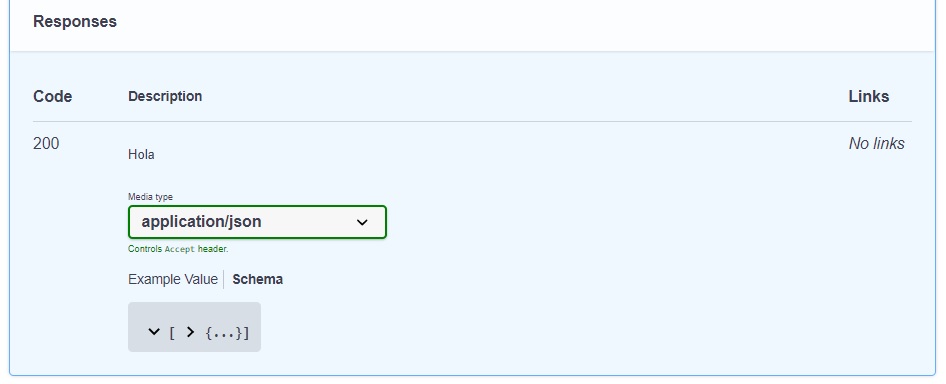 Responses
Code Description Links
200 Hola No links
Media type
application/json
Controls Accept header.
Example Value Schema
[ {...}]